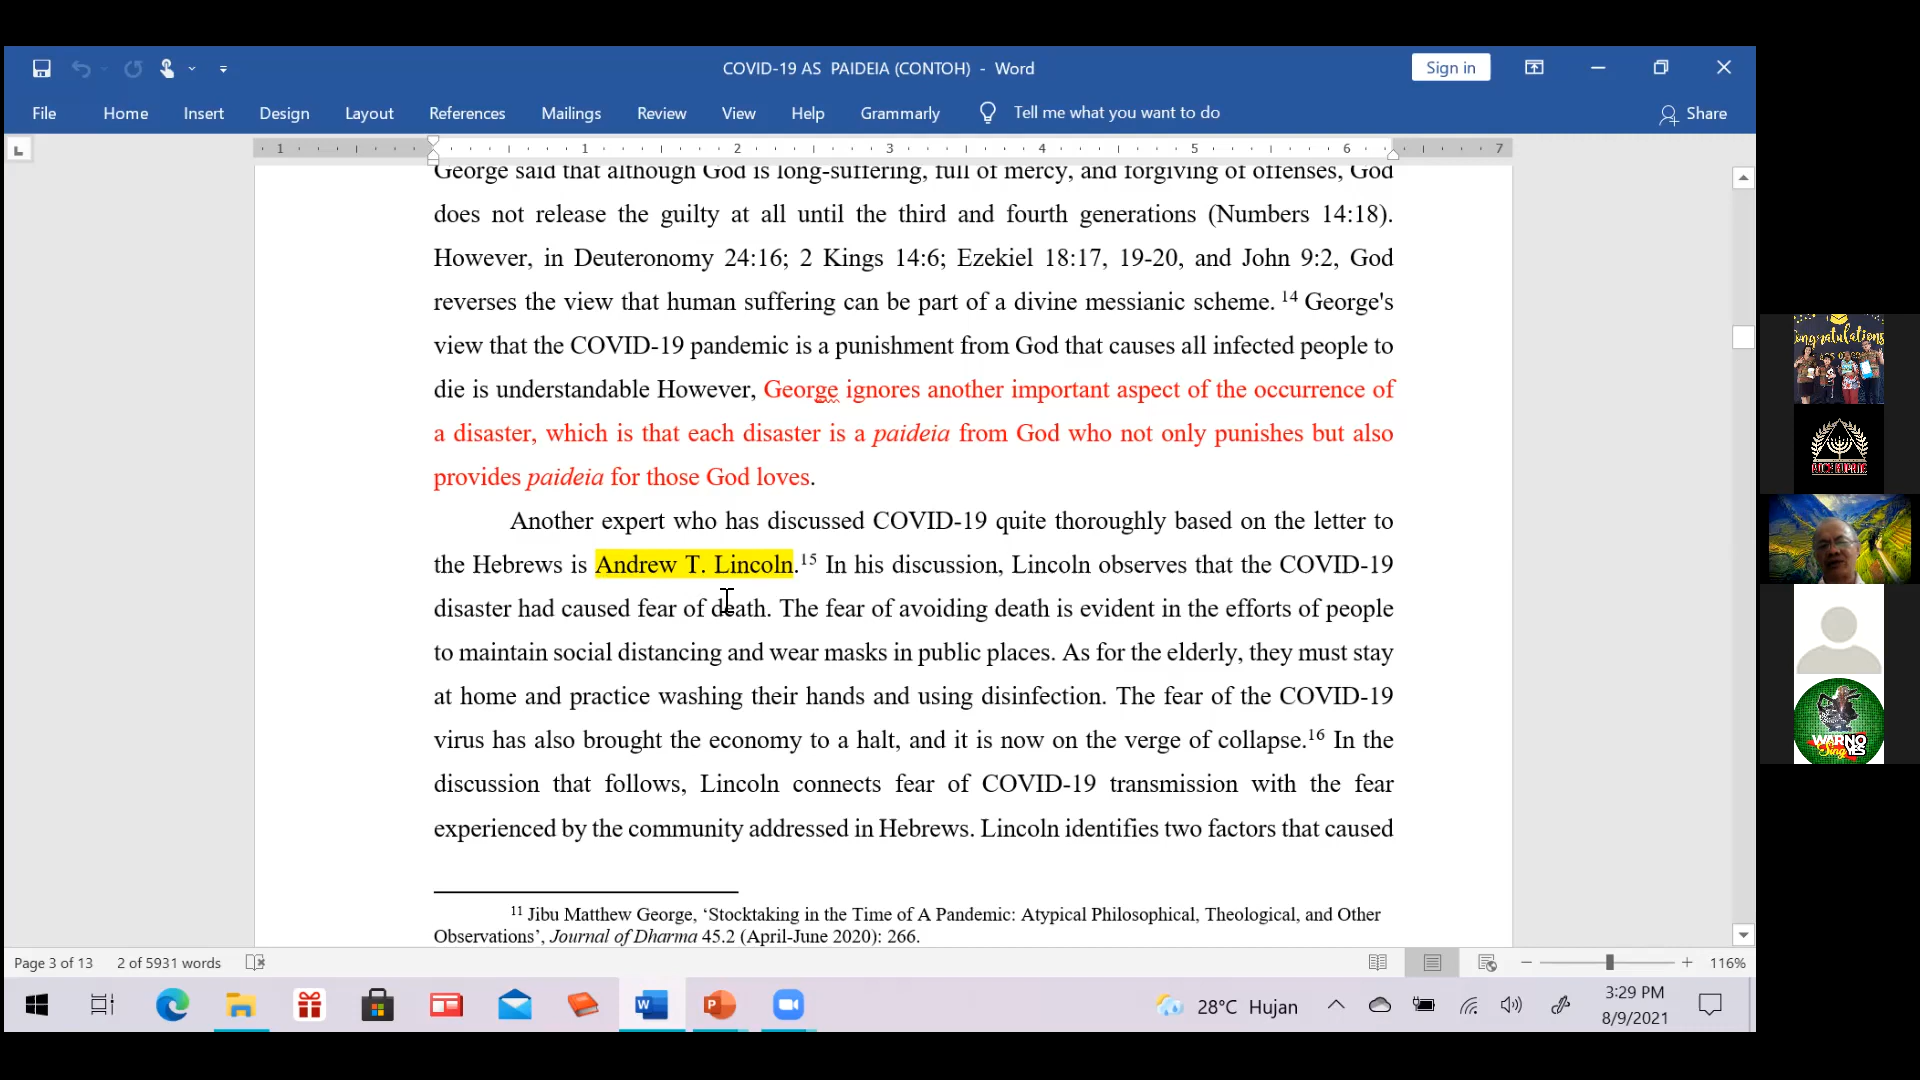 COVID-19 AS PAIDEIA (CONTOH) - Word
Sign in
File Home Insert Design Layout References Mailings Review View Help Grammarly Tell me what you want to do Share
1 1 2 3 4 5 6 7
George said that although God is long-suffering, full of mercy, and forgiving of offenses, God
does not release the guilty at all until the third and fourth generations (Numbers 14:18).
However, in Deuteronomy 24:16; 2 Kings 14:6; Ezekiel 18:17, 19-20, and John 9:2, God
reverses the view that human suffering can be part of a divine messianic scheme. 14 George's
view that the COVID-19 pandemic is a punishment from God that causes all infected people to
die is understandable However, George ignores another important aspect of the occurrence of
a disaster, which is that each disaster is a paideia from God who not only punishes but also
provides paideia for those God loves.
Another expert who has discussed COVID-19 quite thoroughly based on the letter to
the Hebrews is Andrew T. Lincoln.15 In his discussion, Lincoln observes that the COVID-19
disaster had caused fear of death. The fear of avoiding death is evident in the efforts of people
to maintain social distancing and wear masks in public places. As for the elderly, they must stay
at home and practice washing their hands and using disinfection. The fear of the COVID-19
virus has also brought the economy to a halt, and it is now on the verge of collapse.16 In the
discussion that follows, Lincoln connects fear of COVID-19 transmission with the fear
experienced by the community addressed in Hebrews. Lincoln identifies two factors that caused
11 Jibu Matthew George, ‘Stocktaking in the Time of A Pandemic: Atypical Philosophical, Theological, and Other
Observations’, Journal of Dharma 45.2 (April-June 2020): 266.
Page 3 of 13 2 of 5931 words 116%
28°C Hujan
3:29 PM
8/9/2021
Congratulations
WARNO
Sing
YES